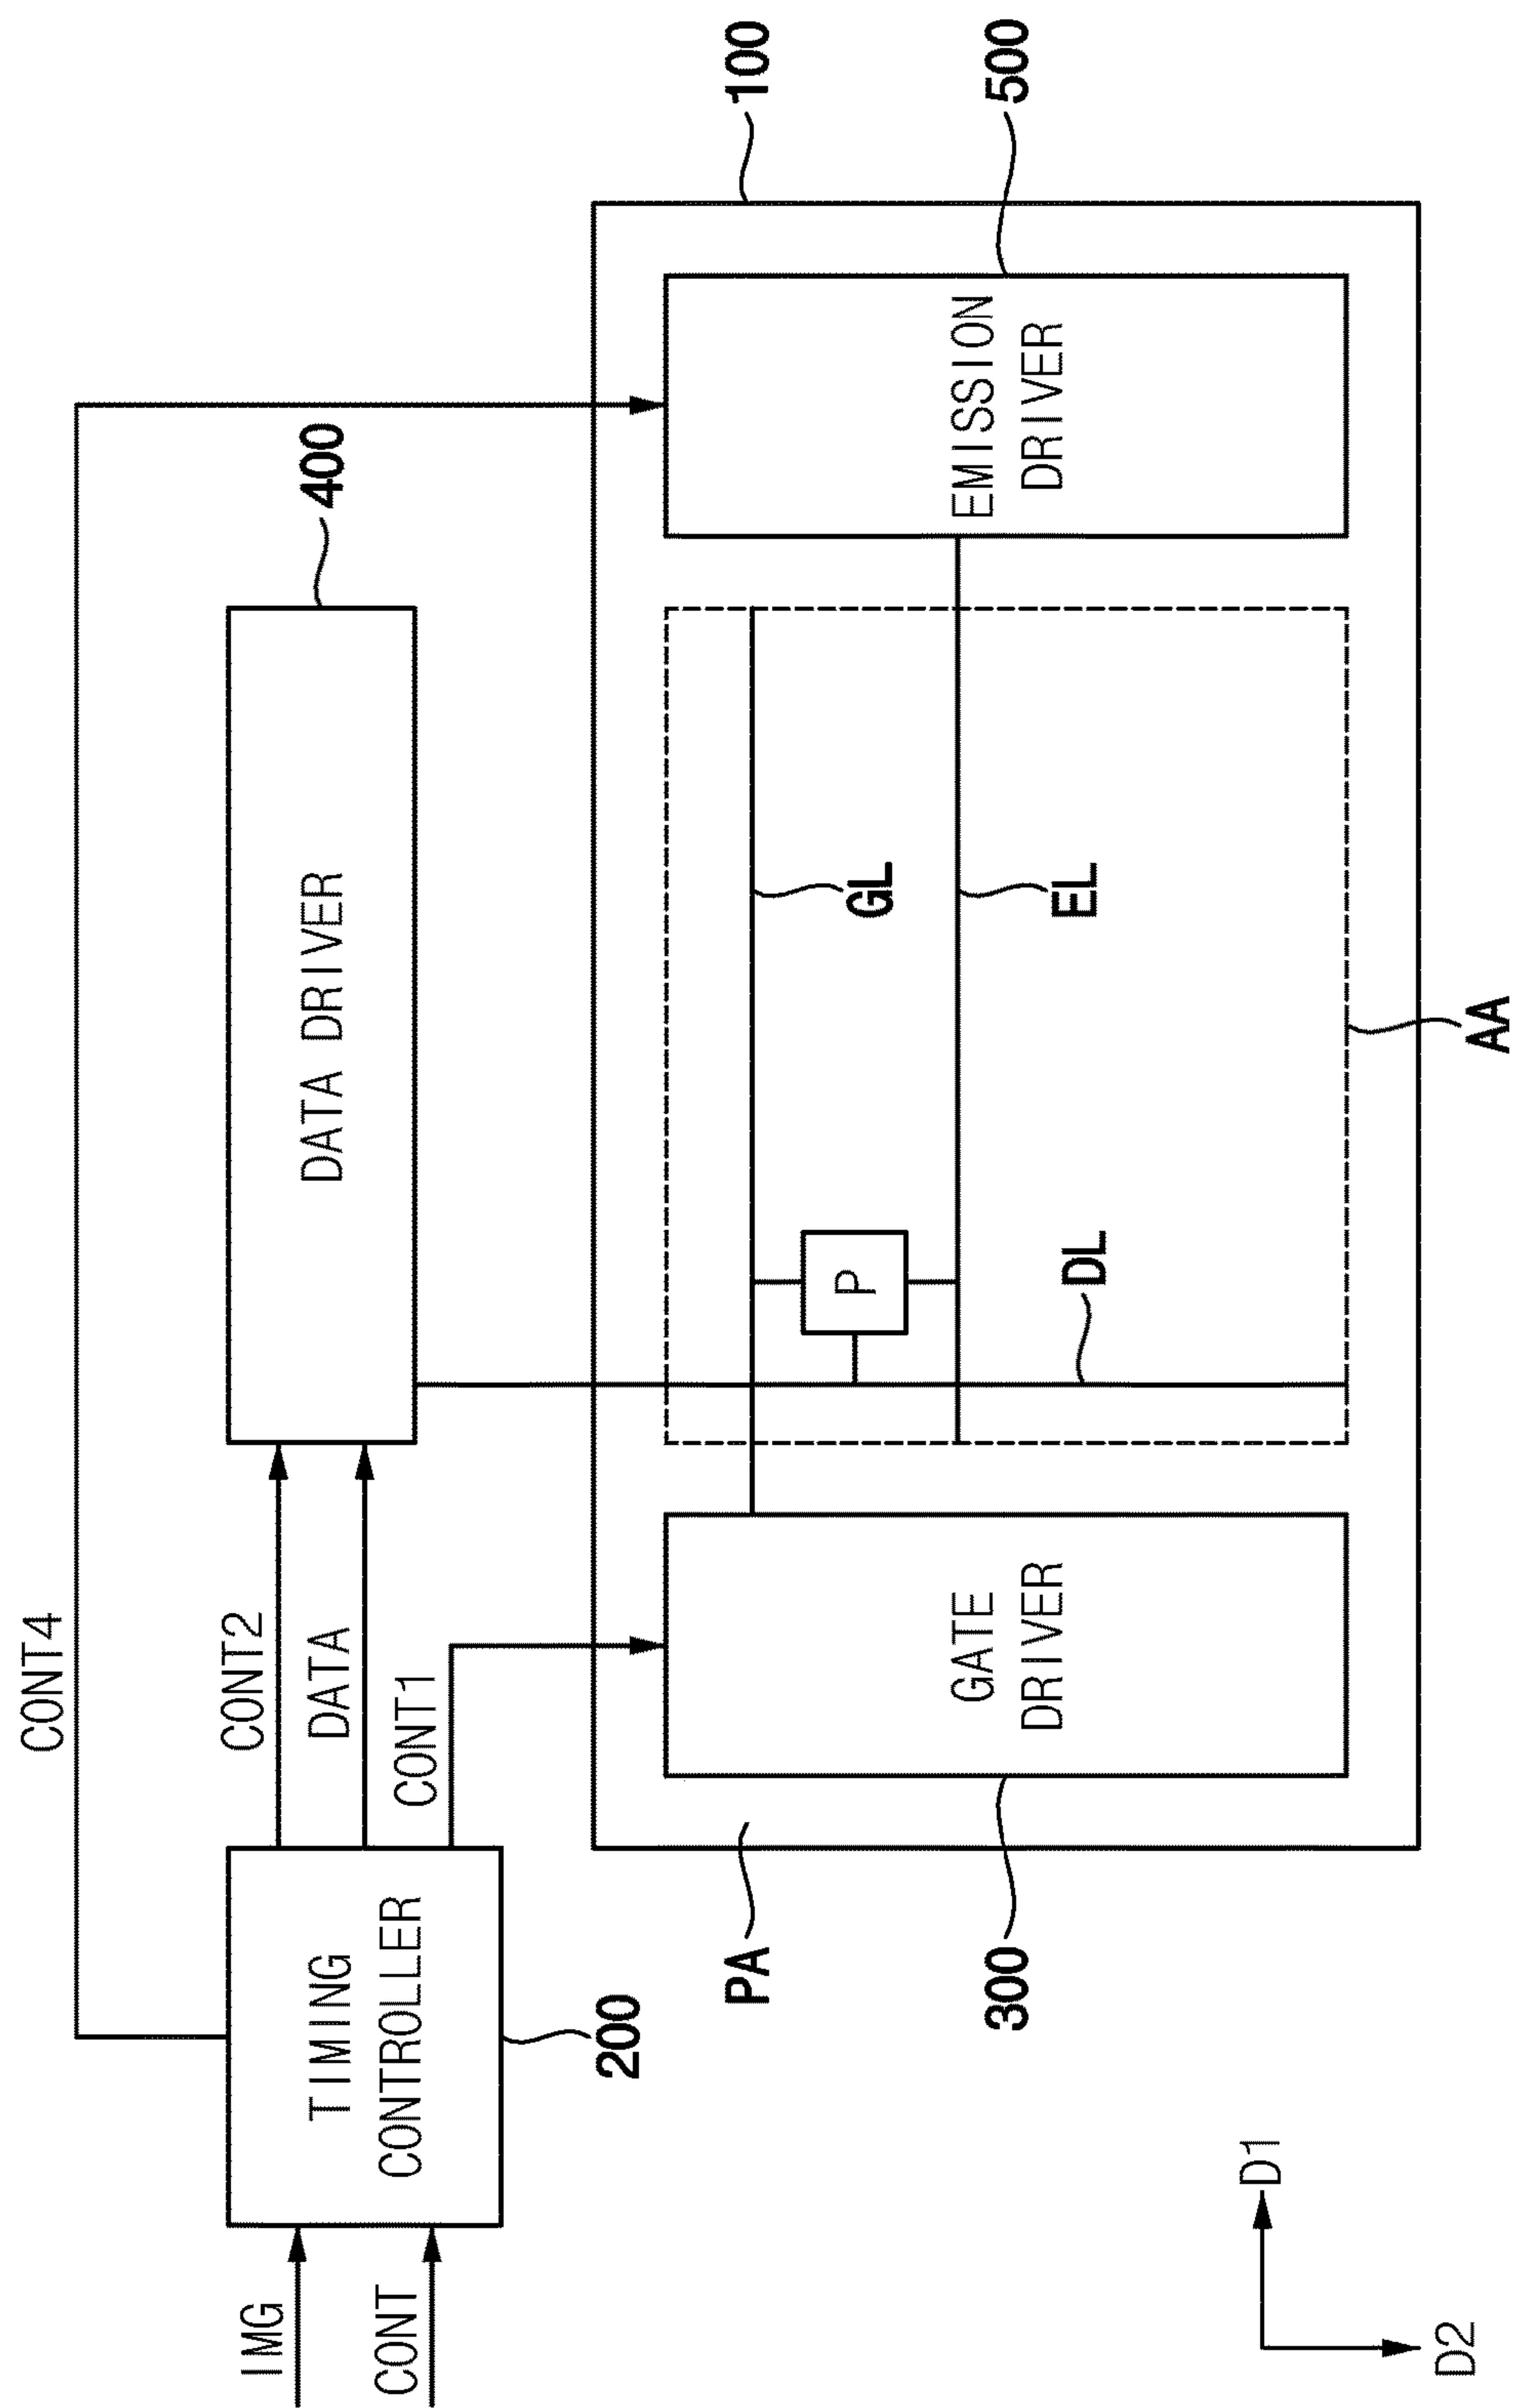 CONT4
CONT2
DATA
CONT1
IMG
CONT
TIMING
CONTROLLER
200
DATA DRIVER
400
100
PA
GATE
DRIVER
300
P
GL
EL
DL
AA
EMISSION
DRIVER
500
D1
D2